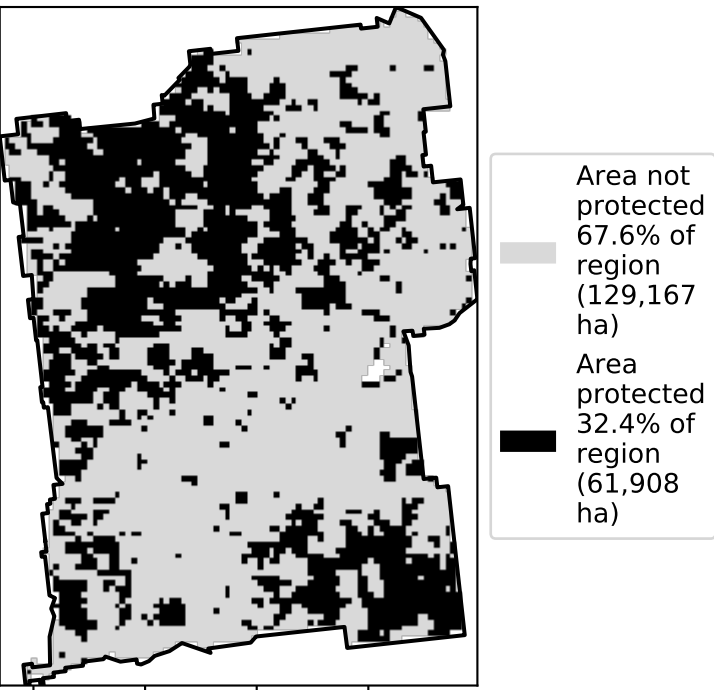 Area not
protected
67.6% of
region
(129,167
ha)
Area
protected
32.4% of
region
(61,908
ha)